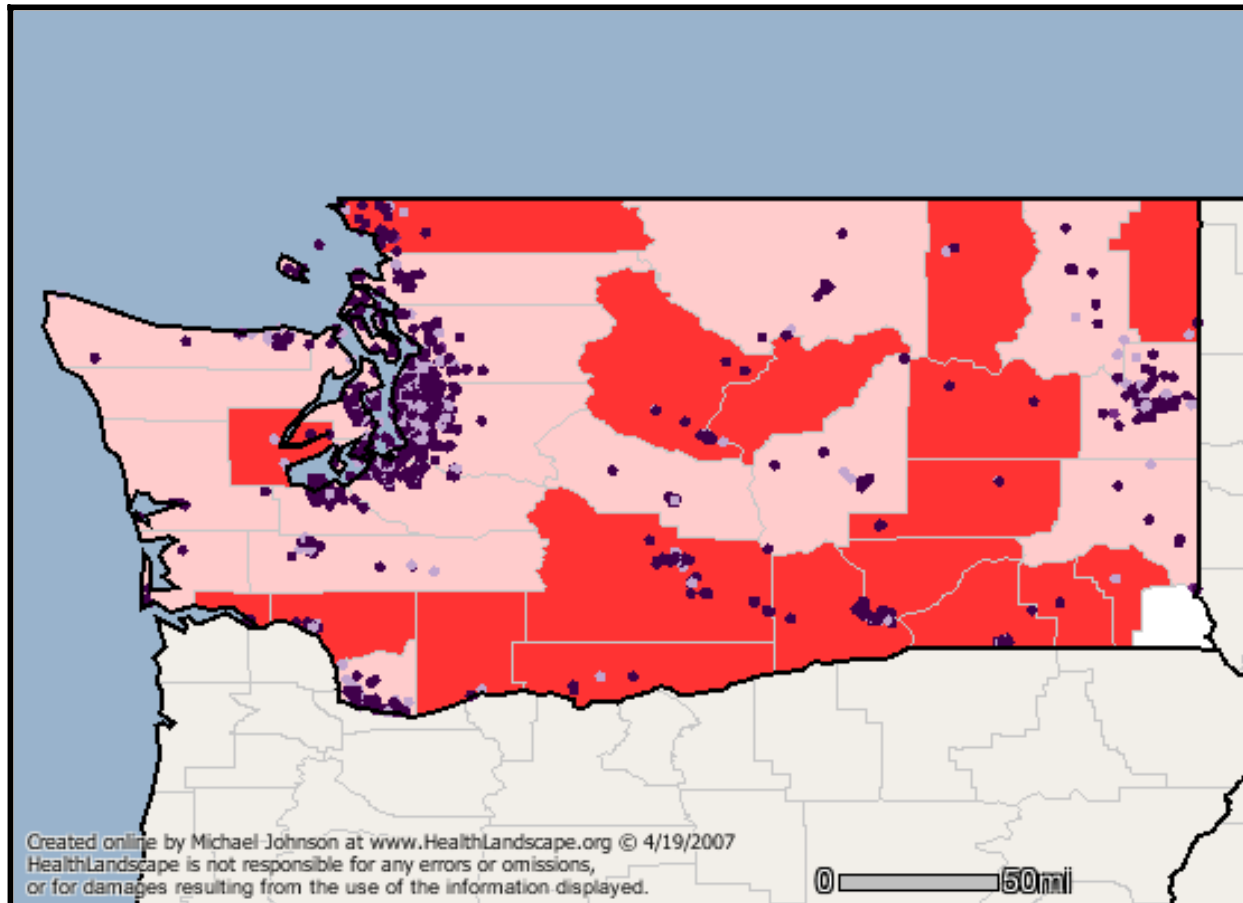 Created online by Michael Johnson at www.HealthLandscape.org © 4/19/2007
HealthLandscape is not responsible for any errors or omissions,
or for damages resulting from the use of the information displayed.
0 50mi